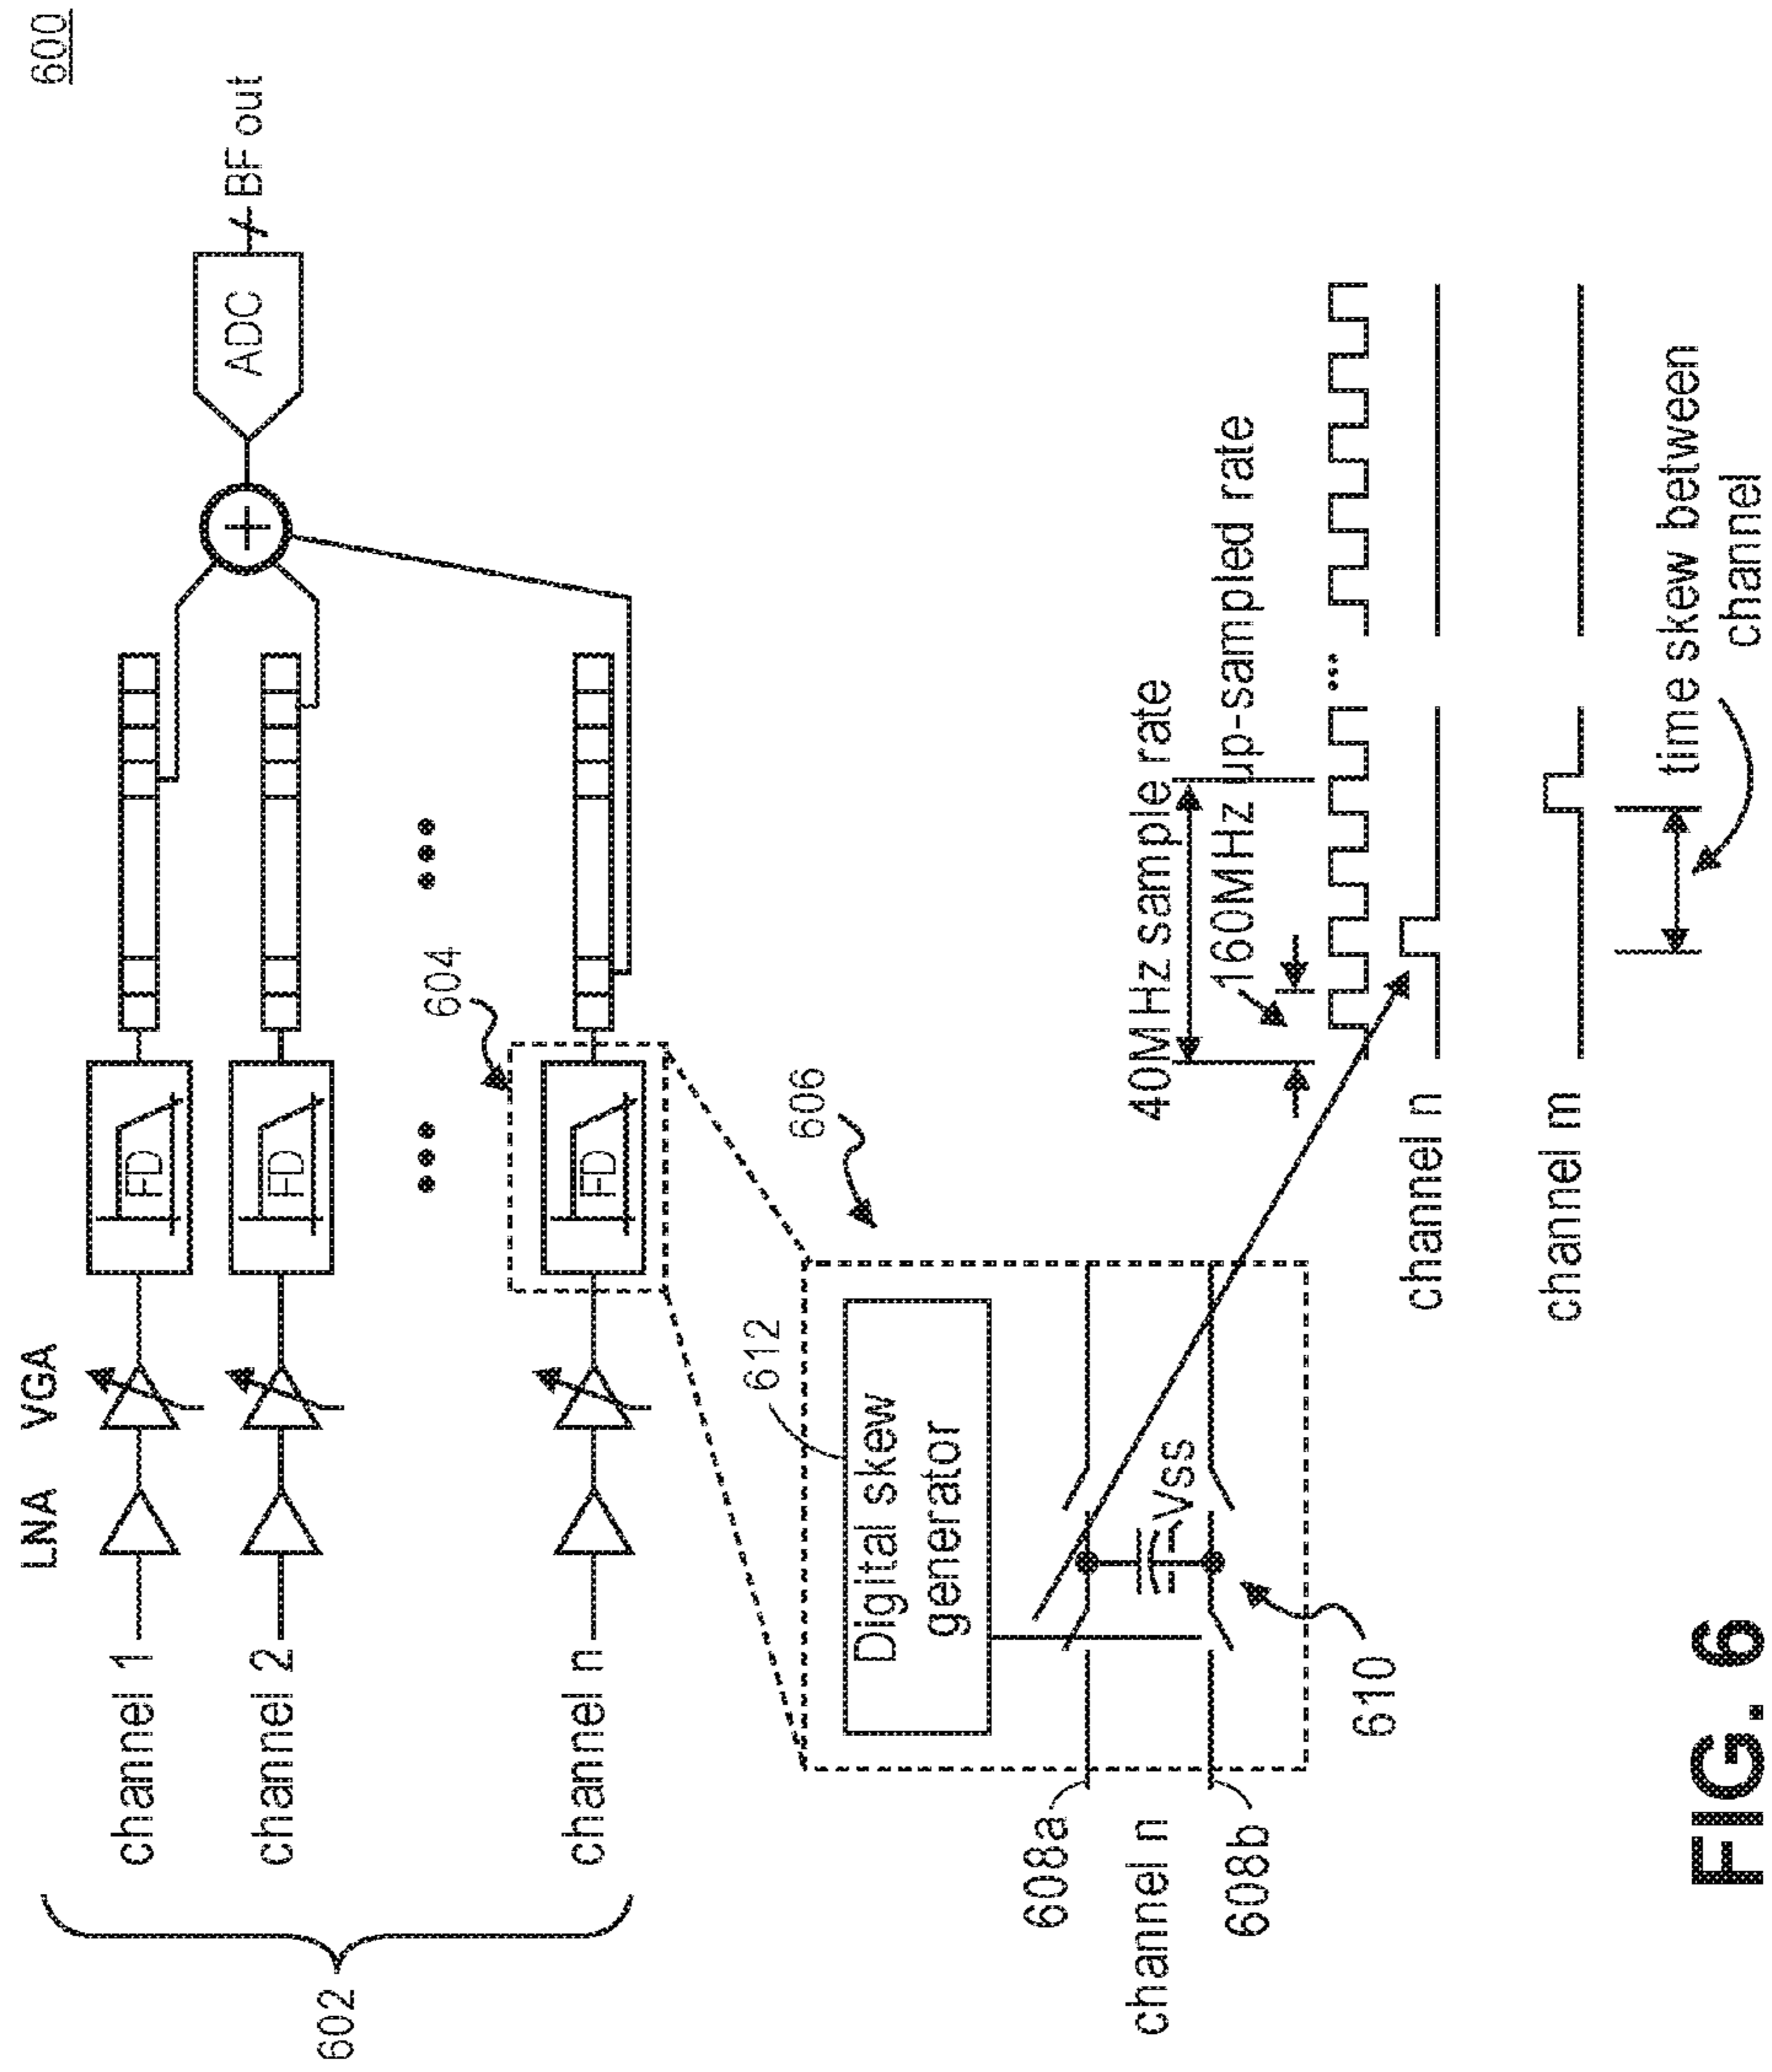 600
LNA VGA
channel 1
FD
channel 2
FD
channel n
FD
ADC
BF out
602
604
606
612
Digital skew
generator
608a
channel n
608b
Vss
610
40MHz sample rate
160MHz up-sampled rate
channel n
channel m
time skew between
channel
FIG. 6